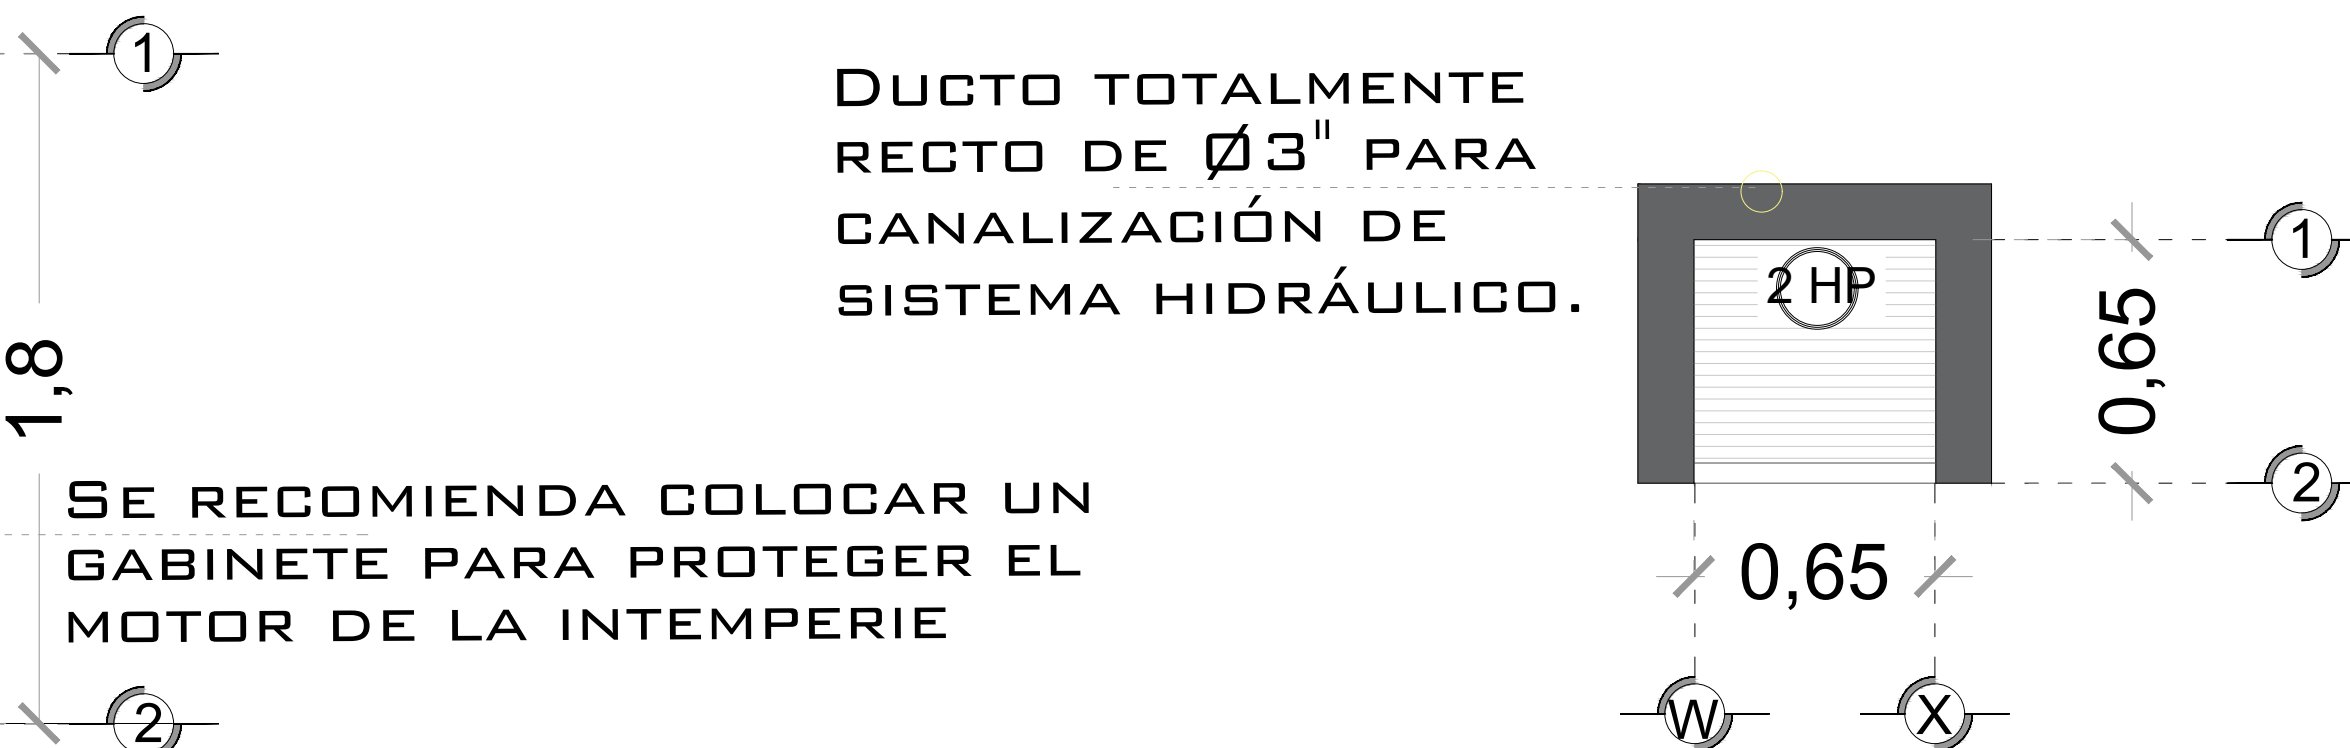 1
1,8
2
Ducto totalmente
recto de Ø3" para
canalización de
sistema hidráulico.
Se recomienda colocar un
gabinete para proteger el
motor de la intemperie
2 HP
1
0,65
2
0,65
W
X